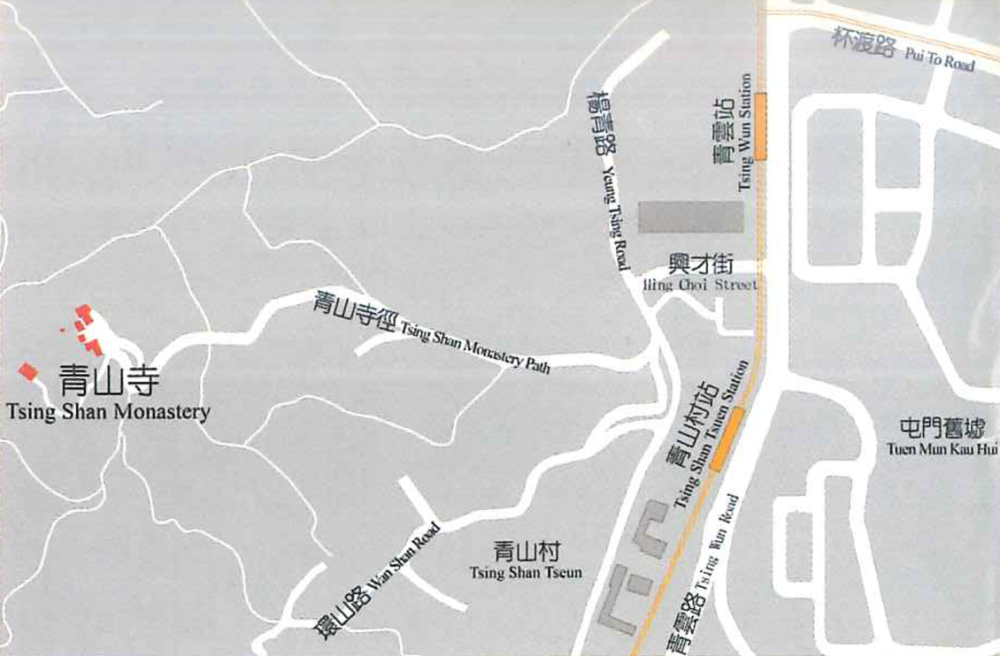 杯渡路 Pui To Road
楊青路 Yeung Tsing Road
青雲站
Tsing Wun Station
興才街
Hing Choi Street
青山寺徑 Tsing Shan Monastery Path
青山寺
Tsing Shan Monastery
青山村站
Tsing Shan Tsuen Station
屯門舊墟
Tuen Mun Kau Hui
青山村
Tsing Shan Tseun
環山路 Wan Shan Road
青雲路 Tsing Wun Road